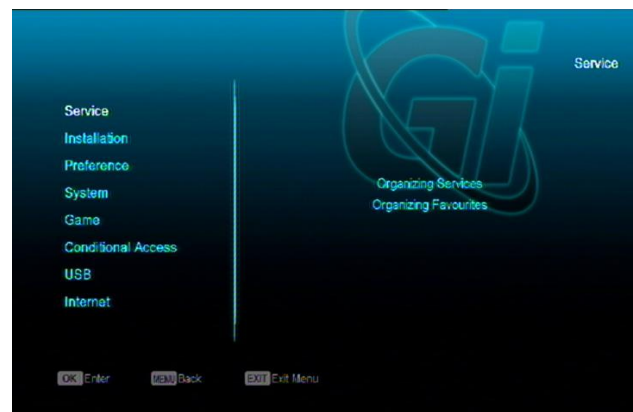 Service
Service
Installation
Preference
System
Game
Conditional Access
USB
Internet
Organizing Services
Organizing Favourites
OK Enter
MENU Back
EXIT Exit Menu
Gi